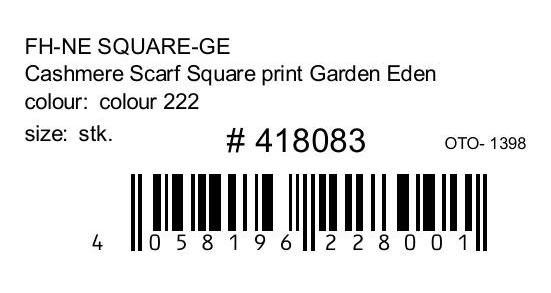 FH-NE SQUARE-GE
Cashmere Scarf Square print Garden Eden
colour: colour 222
size: stk.
# 418083
OTO- 1398
4 058196 228001